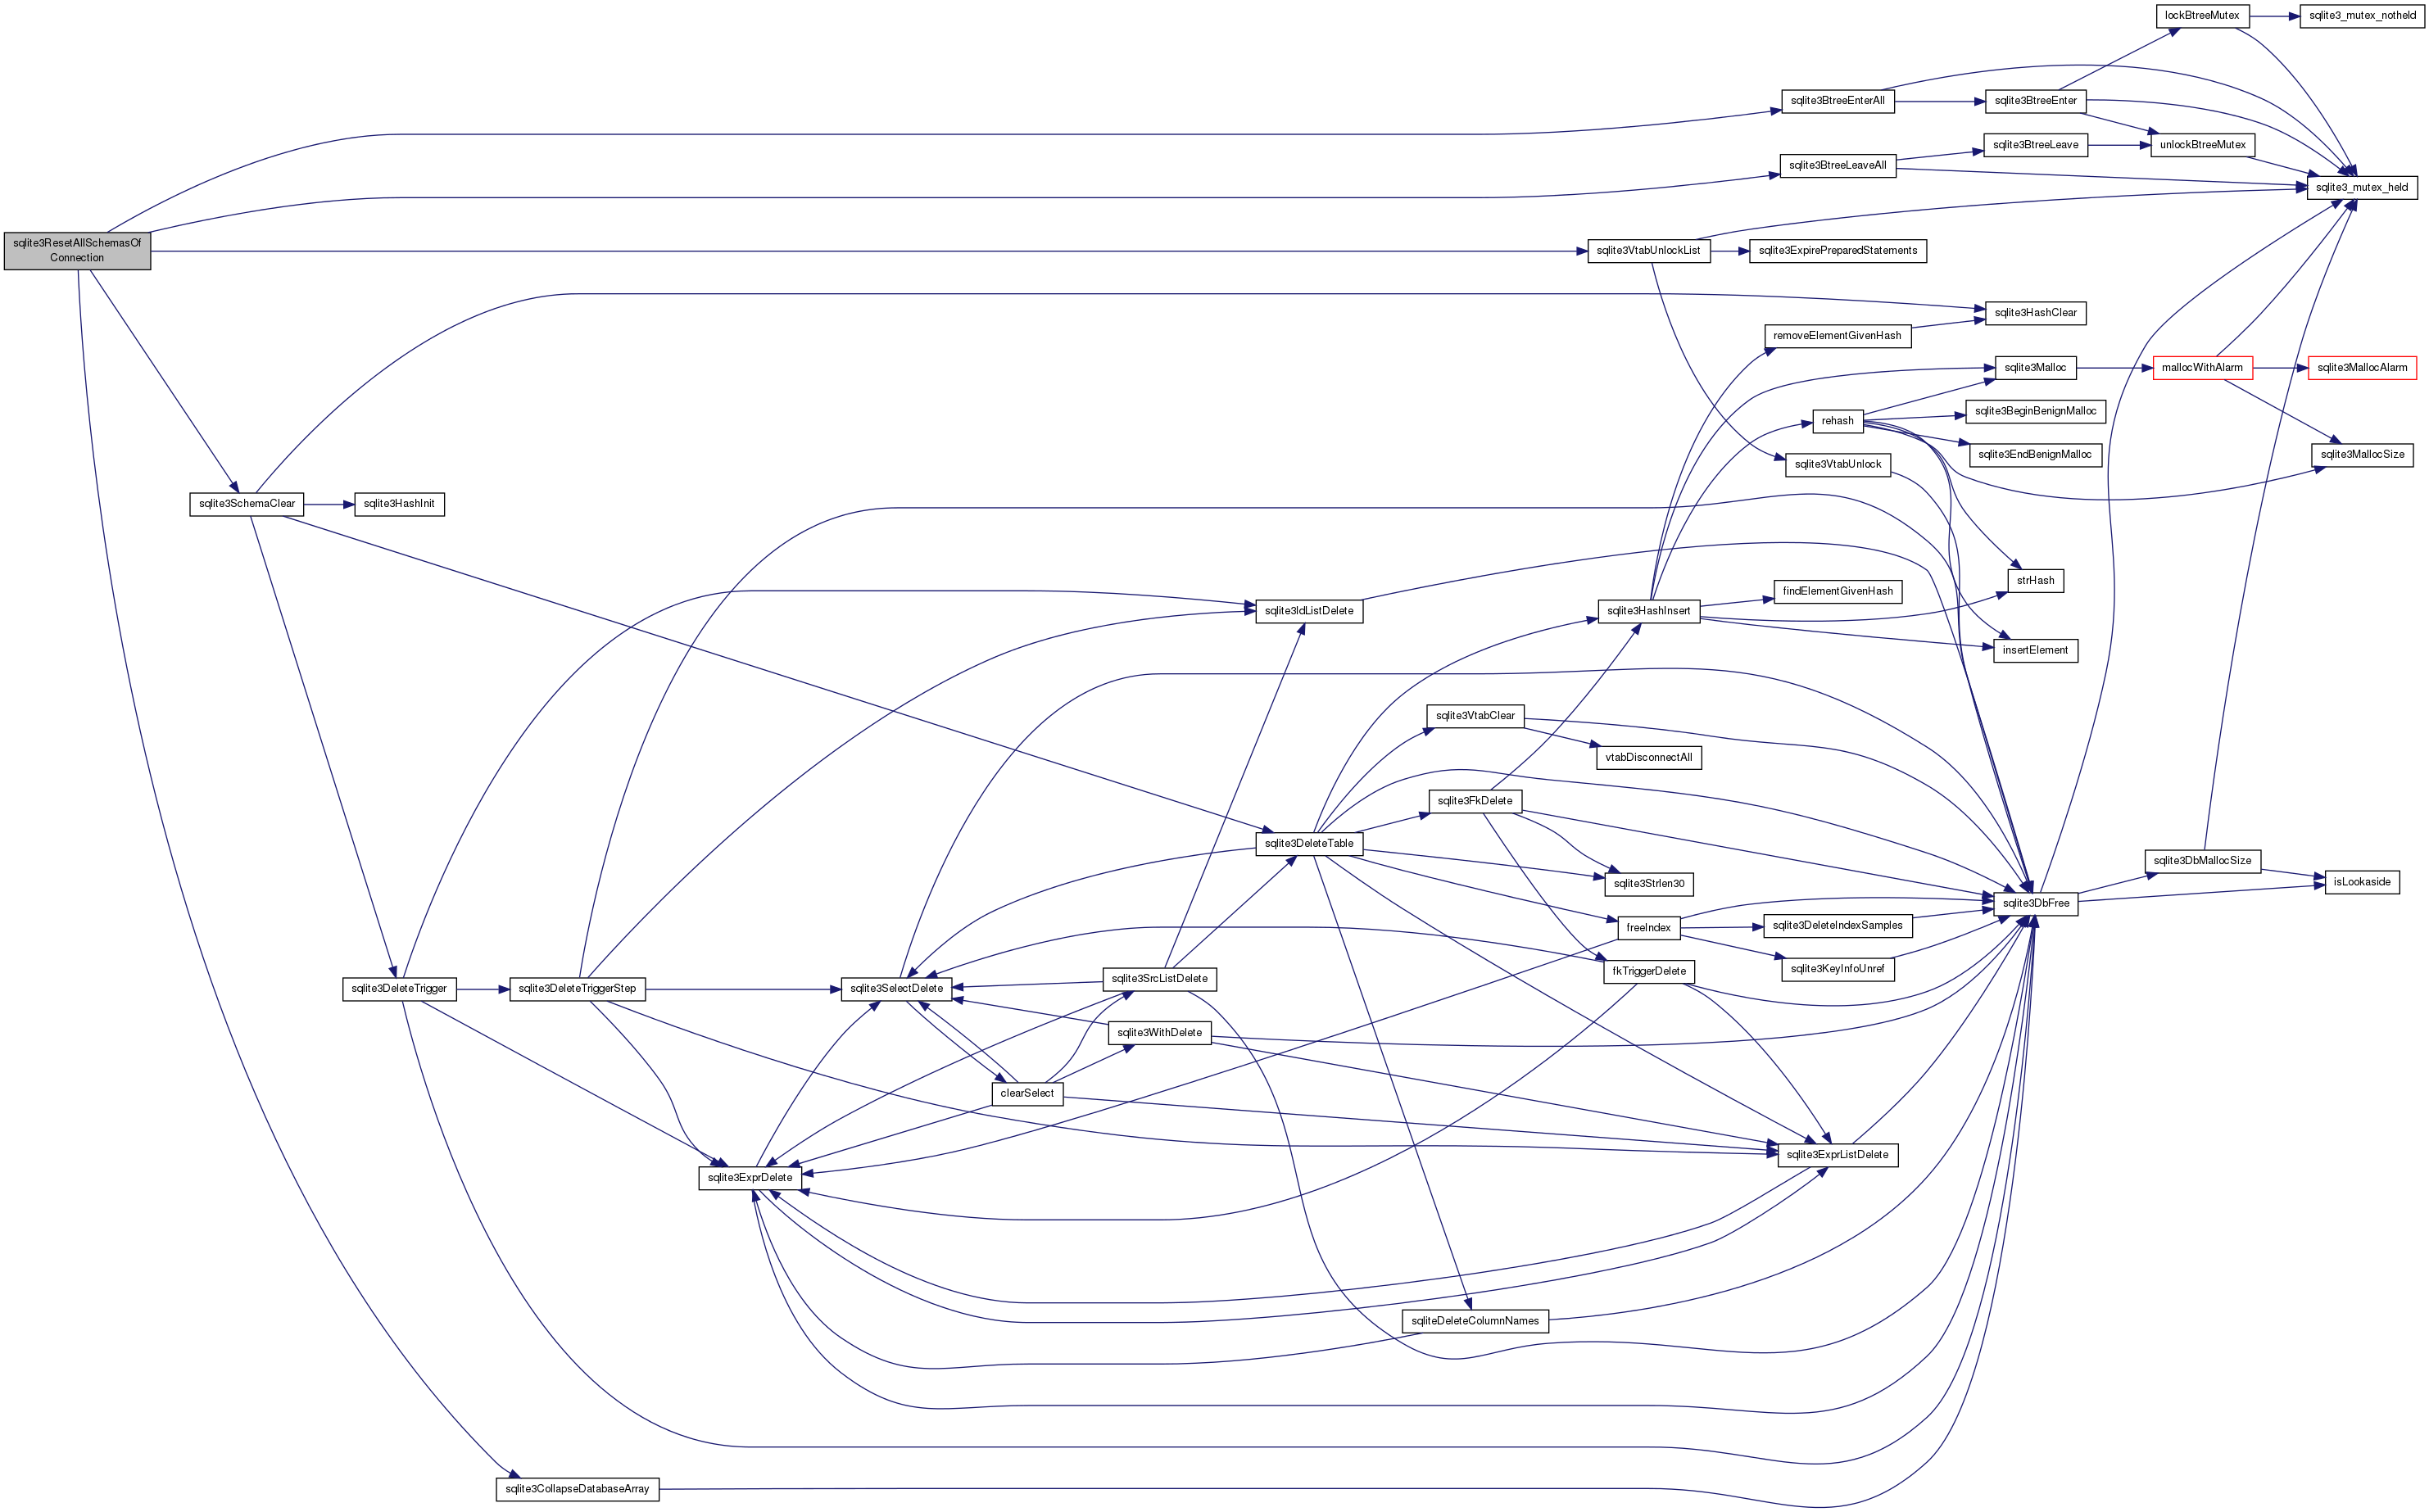 lockBtreeMutex
sqlite3_mutex_notheld
sqlite3BtreeEnterAll
sqlite3BtreeEnter
sqlite3BtreeLeave
unlockBtreeMutex
sqlite3BtreeLeaveAll
sqlite3_mutex_held
sqlite3ResetAllSchemasOf
Connection
sqlite3VtabUnlockList
sqlite3ExpirePreparedStatements
sqlite3HashClear
removeElementGivenHash
sqlite3Malloc
mallocWithAlarm
sqlite3MallocAlarm
sqlite3BeginBenignMalloc
rehash
sqlite3EndBenignMalloc
sqlite3MallocSize
sqlite3VtabUnlock
sqlite3SchemaClear
sqlite3HashInit
strHash
findElementGivenHash
sqlite3IdListDelete
sqlite3HashInsert
insertElement
sqlite3VtabClear
vtabDisconnectAll
sqlite3FkDelete
sqlite3DeleteTable
sqlite3DbMallocSize
sqlite3Strlen30
isLookaside
sqlite3DbFree
sqlite3DeleteIndexSamples
freeIndex
sqlite3KeyInfoUnref
fkTriggerDelete
sqlite3SrcListDelete
sqlite3DeleteTrigger
sqlite3DeleteTriggerStep
sqlite3SelectDelete
sqlite3WithDelete
clearSelect
sqlite3ExprListDelete
sqlite3ExprDelete
sqliteDeleteColumnNames
sqlite3CollapseDatabaseArray